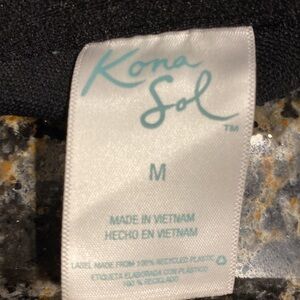 Kona
Sol
TM
M
MADE IN VIETNAM
HECHO EN VIETNAM
LABEL MADE FROM 100% RECYCLED PLASTIC
ETIQUETA ELABORADA CON PLÁSTICO
100 % RECICLADO